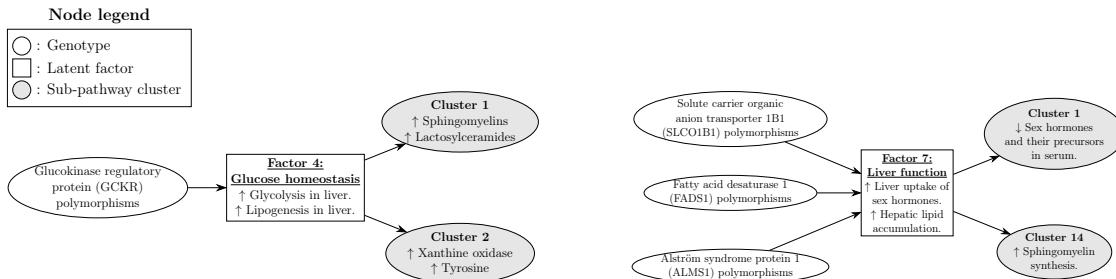 Node legend
: Genotype
: Latent factor
: Sub-pathway cluster
Glucokinase regulatory
protein (GCKR)
polymorphisms
Factor 4:
Glucose homeostasis
↑ Glycolysis in liver.
↑ Lipogenesis in liver.
Cluster 1
↑ Sphingomyelins
↑ Lactosylceramides
Cluster 2
↑ Xanthine oxidase
↑ Tyrosine
Solute carrier organic
anion transporter 1B1
(SLCO1B1) polymorphisms
Fatty acid desaturase 1
(FADS1) polymorphisms
Alström syndrome protein 1
(ALMS1) polymorphisms
Factor 7:
Liver function
↑ Liver uptake of
sex hormones.
↑ Hepatic lipid
accumulation.
Cluster 1
↓ Sex hormones
and their precursors
in serum.
Cluster 14
↑ Sphingomyelin
synthesis.